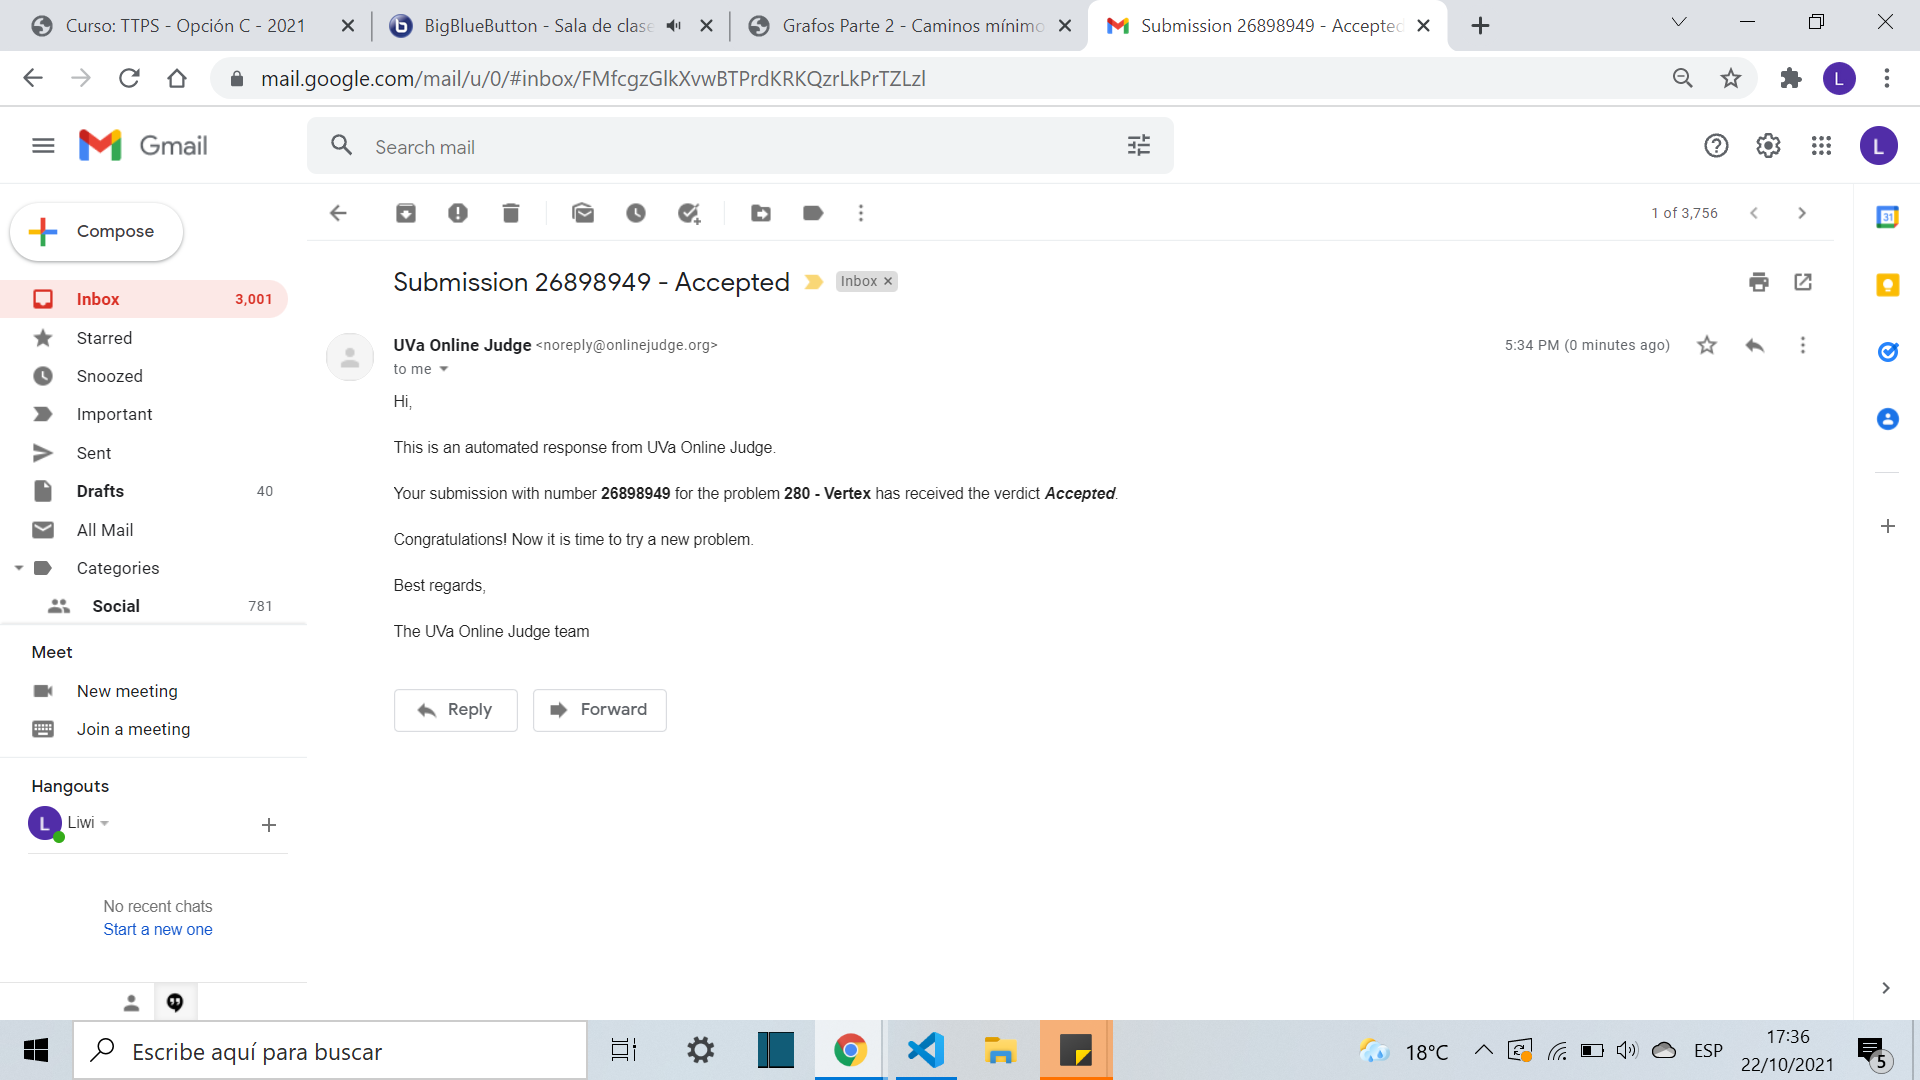 Curso: TTPS - Opción C - 2021
BigBlueButton - Sala de clase
Grafos Parte 2 - Caminos mínimo
Submission 26898949 - Accepted
mail.google.com/mail/u/0/#inbox/FMfcgzGlkXvwBTPrdKRKQzrLkPrTZLzl
L
Gmail
Search mail
L
Compose
1 of 3,756
31
Submission 26898949 - Accepted
Inbox ×
Inbox 3,001
Starred
Snoozed
Important
Sent
Drafts 40
All Mail
Categories
Social 781
UVa Online Judge <noreply@onlinejudge.org>
5:34 PM (0 minutes ago)
to me
Hi,
This is an automated response from UVa Online Judge.
Your submission with number 26898949 for the problem 280 - Vertex has received the verdict Accepted.
Congratulations! Now it is time to try a new problem.
Best regards,
The UVa Online Judge team
Reply
Forward
Meet
New meeting
Join a meeting
Hangouts
L
Liwi
No recent chats
Start a new one
Escribe aquí para buscar
18°C
ESP
17:36
22/10/2021
5